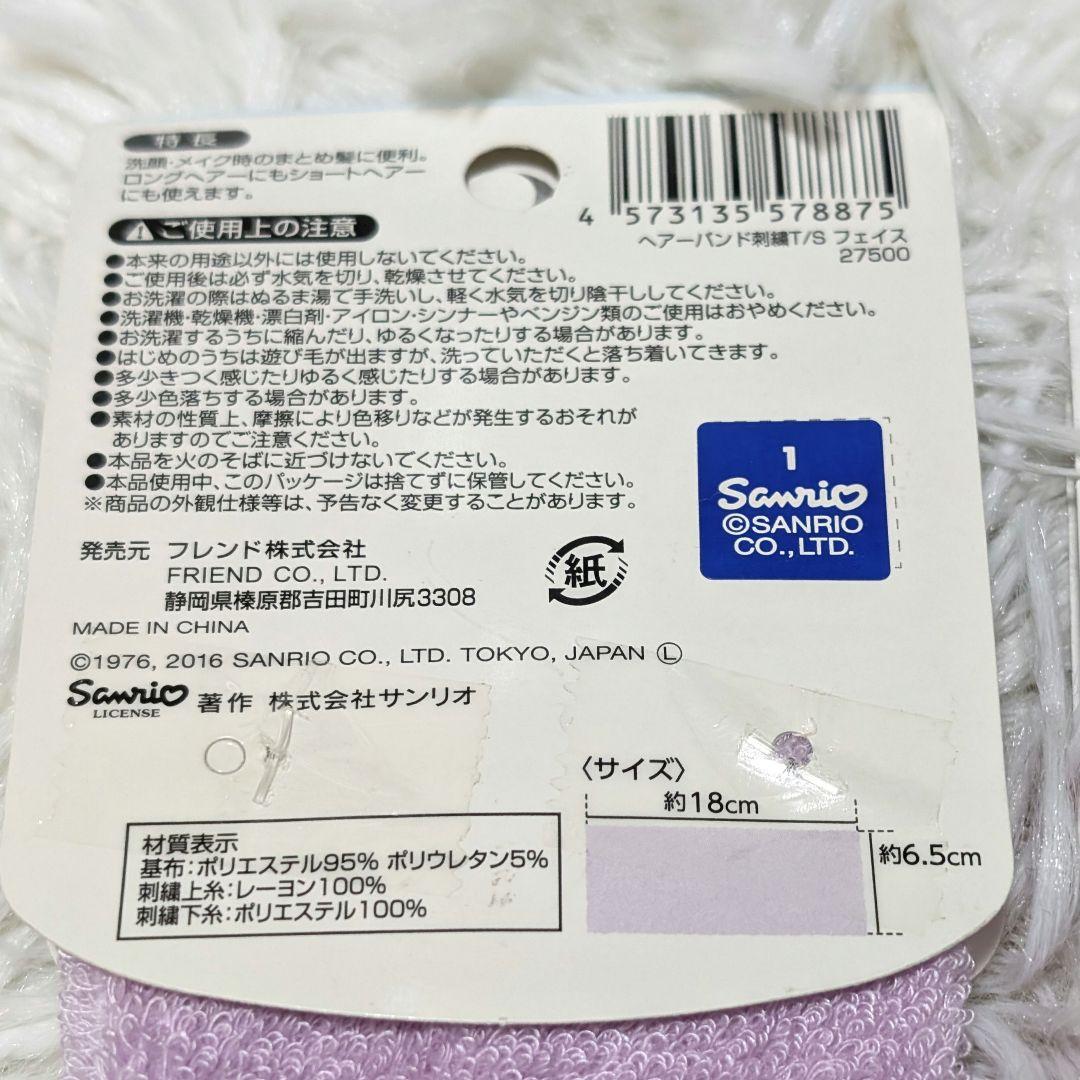 特長
洗顔・メイク時のまとめ髪に便利。
ロングヘアーにもショートヘアー
にも使えます。
4 573135 578875
ヘアーバンド刺繍T/S フェイス
27500
ご使用上の注意
●本来の用途以外には使用しないでください。
●ご使用後は必ず水気を切り、乾燥させてください。
●お洗濯の際はぬるま湯で手洗いし、軽く水気を切り陰干ししてください。
●洗濯機・乾燥機・漂白剤・アイロン・シンナーやベンジン類のご使用はおやめください。
●お洗濯するうちに縮んだり、ゆるくなったりする場合があります。
●はじめのうちは遊び毛が出ますが、洗っていただくと落ち着いてきます。
●多少きつく感じたりゆるく感じたりする場合があります。
●多少色落ちする場合があります。
●素材の性質上、摩擦により色移りなどが発生するおそれが
ありますのでご注意ください。
●本品を火のそばに近づけないでください。
●本品使用中、このパッケージは捨てずに保管してください。
※商品の外観仕様等は、予告なく変更することがあります。
1
Sanrio
©SANRIO
CO.,LTD.
発売元 フレンド株式会社
FRIEND CO., LTD.
静岡県榛原郡吉田町川尻3308
紙
MADE IN CHINA
©1976, 2016 SANRIO CO., LTD. TOKYO, JAPAN Ⓛ
Sanrio
LICENSE
著作 株式会社サンリオ
〈サイズ〉
約18cm
約6.5cm
材質表示
基布:ポリエステル95% ポリウレタン5%
刺繍上糸:レーヨン100%
刺繍下糸:ポリエステル100%